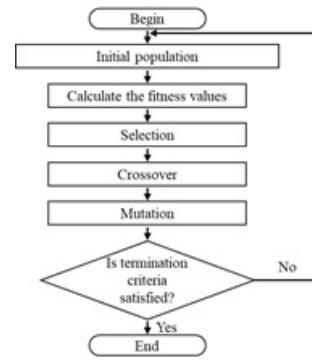 Begin
Initial population
Calculate the fitness values
Selection
Crossover
Mutation
Is termination
criteria
satisfied?
No
Yes
End